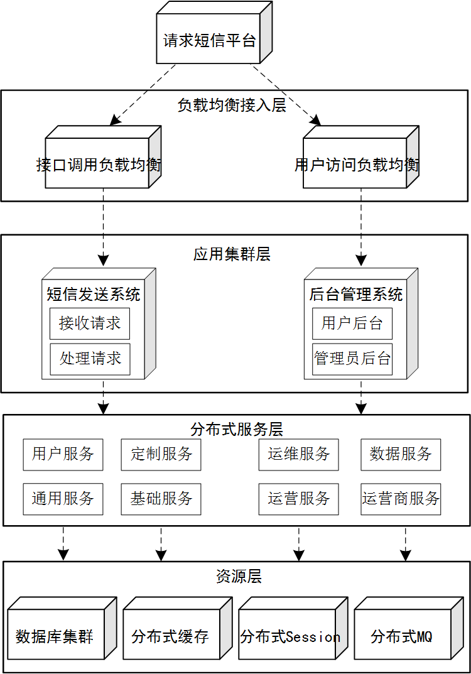 请求短信平台
负载均衡接入层
接口调用负载均衡
用户访问负载均衡
应用集群层
短信发送系统
接收请求
处理请求
后台管理系统
用户后台
管理员后台
分布式服务层
用户服务
定制服务
运维服务
数据服务
通用服务
基础服务
运营服务
运营商服务
资源层
数据库集群
分布式缓存
分布式Session
分布式MQ